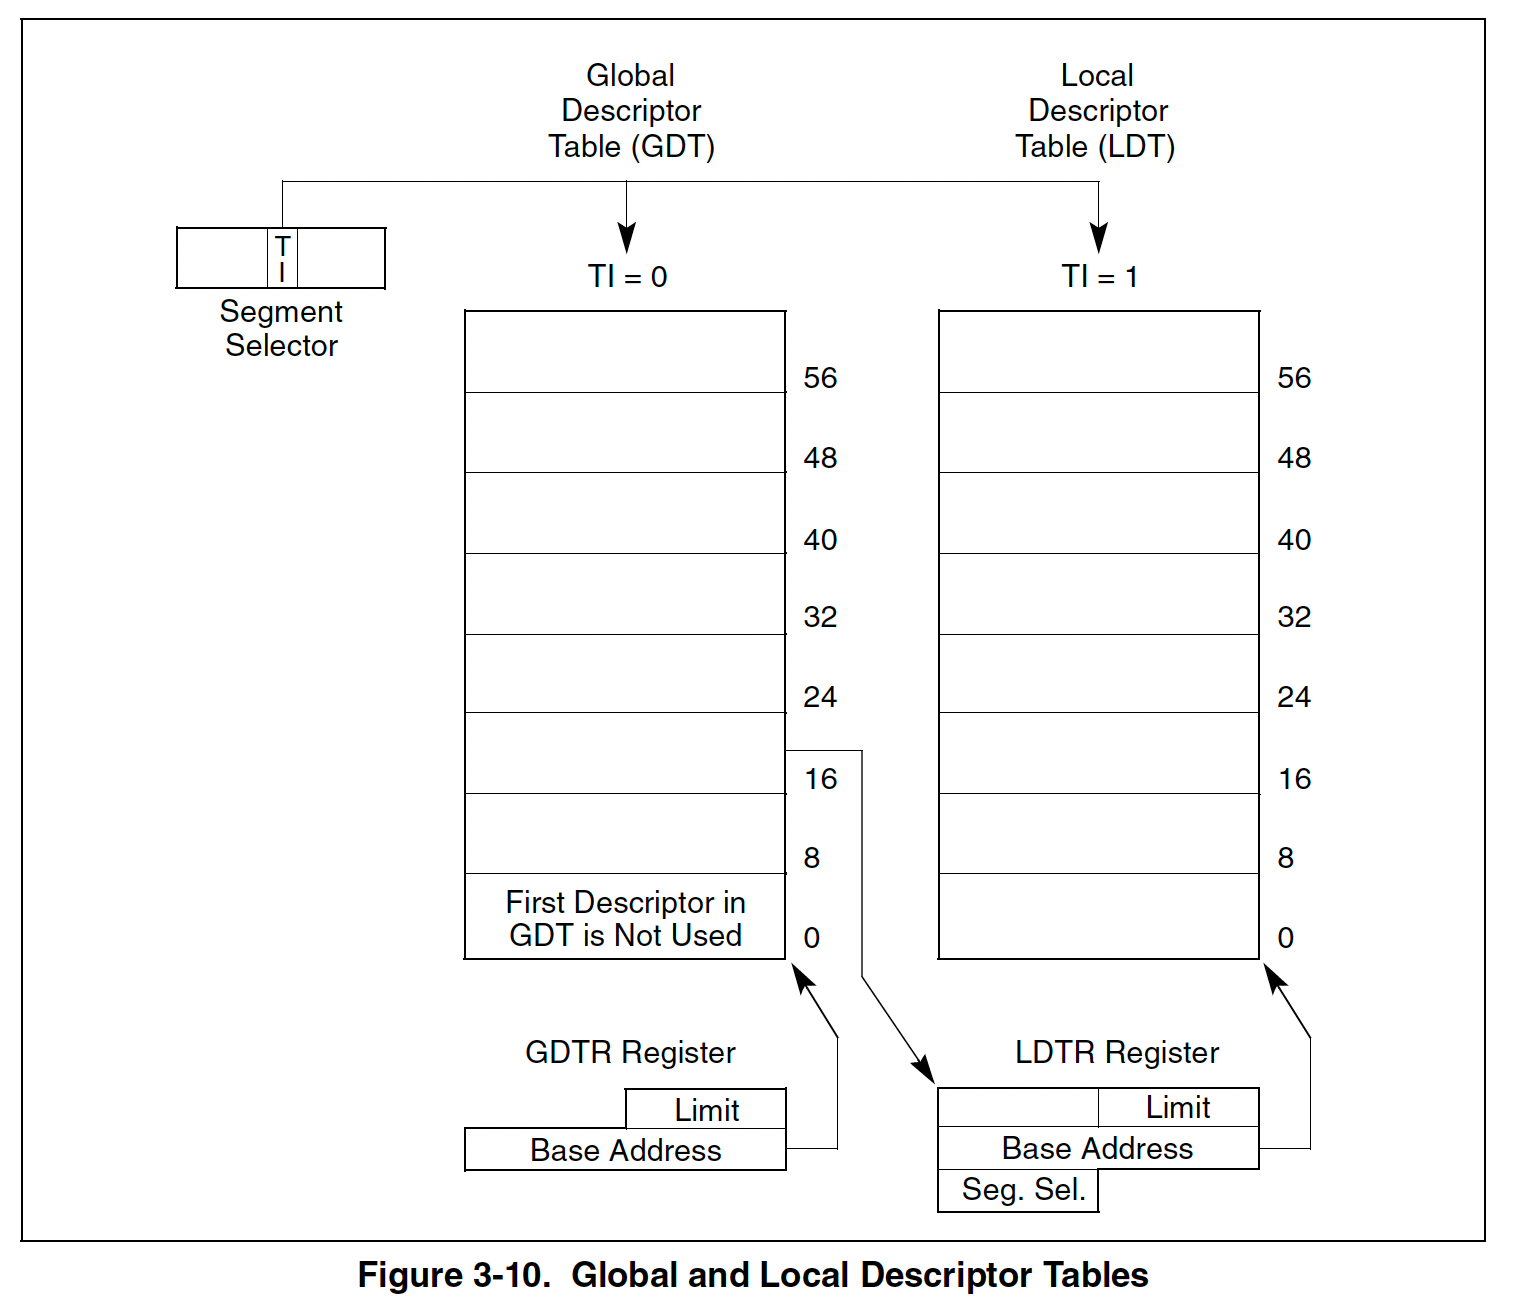 Global
Descriptor
Table (GDT)
Local
Descriptor
Table (LDT)
T
I
Segment
Selector
TI = 0
TI = 1
56
48
40
32
24
16
8
First Descriptor in
GDT is Not Used
0
56
48
40
32
24
16
8
0
GDTR Register
Limit
Base Address
LDTR Register
Limit
Base Address
Seg. Sel.
Figure 3-10. Global and Local Descriptor Tables